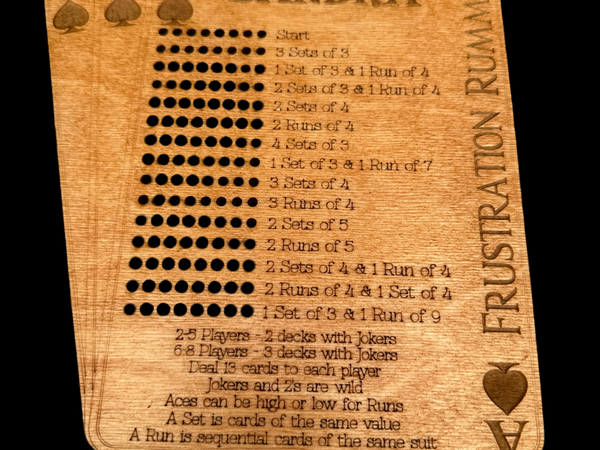 Start
3 Sets of 3
1 Set of 3 & 1 Run of 4
2 Sets of 3 & 1 Run of 4
2 Sets of 4
2 Runs of 4
4 Sets of 3
1 Set of 3 & 1 Run of 7
3 Sets of 4
3 Runs of 4
2 Sets of 5
2 Runs of 5
2 Sets of 4 & 1 Run of 4
2 Runs of 4 & 1 Set of 4
1 Set of 3 & 1 Run of 9
2-5 Players - 2 decks with Jokers
6-8 Players - 3 decks with Jokers
Deal 13 cards to each player
Jokers and 2's are wild
Aces can be high or low for Runs
A Set is cards of the same value
A Run is sequential cards of the same suit
FRUSTRATION RUMM
A